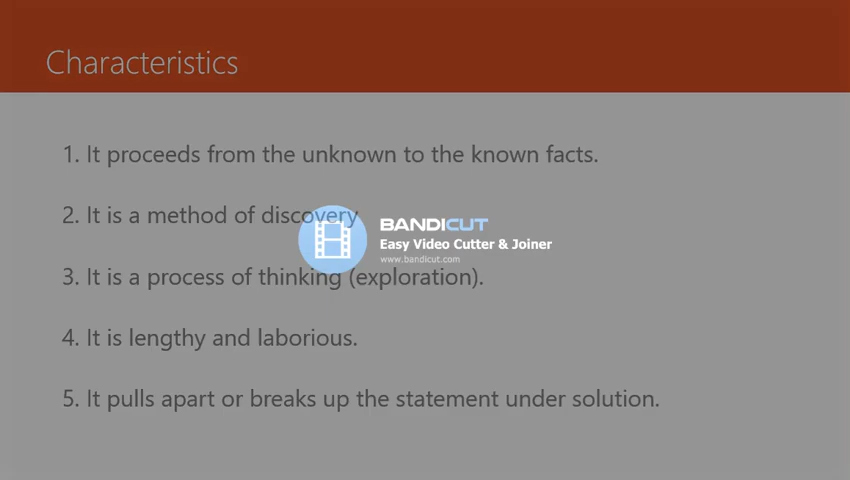 Characteristics
1. It proceeds from the unknown to the known facts.
2. It is a method of discovery
BANDICUT
Easy Video Cutter & Joiner
www.bandicut.com
3. It is a process of thinking (exploration).
4. It is lengthy and laborious.
5. It pulls apart or breaks up the statement under solution.